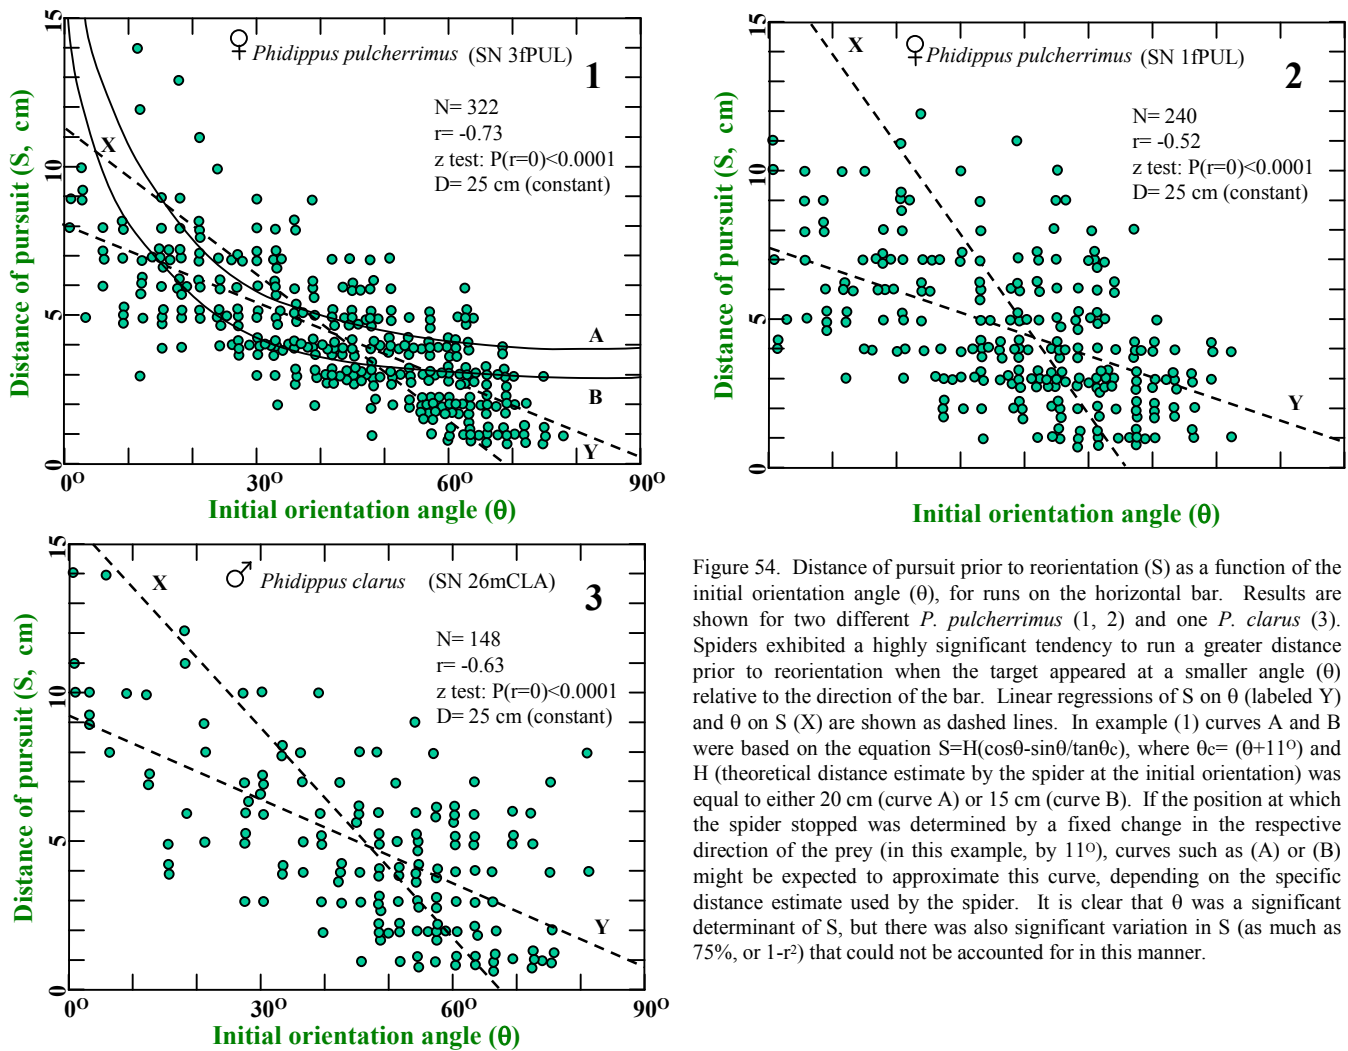 ♀ Phidippus pulcherrimus (SN 3fPUL)
1
N= 322
r= -0.73
z test: P(r=0)<0.0001
D= 25 cm (constant)
X
A
B
Y
Distance of pursuit (S, cm)
15
10
5
0
0° 30° 60° 90°
Initial orientation angle (θ)
♀ Phidippus pulcherrimus (SN 1fPUL)
2
N= 240
r= -0.52
z test: P(r=0)<0.0001
D= 25 cm (constant)
X
Y
Distance of pursuit (S, cm)
15
10
5
0
Initial orientation angle (θ)
♂ Phidippus clarus (SN 26mCLA)
3
N= 148
r= -0.63
z test: P(r=0)<0.0001
D= 25 cm (constant)
X
Y
Distance of pursuit (S, cm)
15
10
5
0
0° 30° 60° 90°
Initial orientation angle (θ)
Figure 54. Distance of pursuit prior to reorientation (S) as a function of the
initial orientation angle (θ), for runs on the horizontal bar. Results are
shown for two different P. pulcherrimus (1, 2) and one P. clarus (3).
Spiders exhibited a highly significant tendency to run a greater distance
prior to reorientation when the target appeared at a smaller angle (θ)
relative to the direction of the bar. Linear regressions of S on θ (labeled Y)
and θ on S (X) are shown as dashed lines. In example (1) curves A and B
were based on the equation S=H(cosθ-sinθ/tanθc), where θc= (θ+11°) and
H (theoretical distance estimate by the spider at the initial orientation) was
equal to either 20 cm (curve A) or 15 cm (curve B). If the position at which
the spider stopped was determined by a fixed change in the respective
direction of the prey (in this example, by 11°), curves such as (A) or (B)
might be expected to approximate this curve, depending on the specific
distance estimate used by the spider. It is clear that θ was a significant
determinant of S, but there was also significant variation in S (as much as
75%, or 1-r²) that could not be accounted for in this manner.